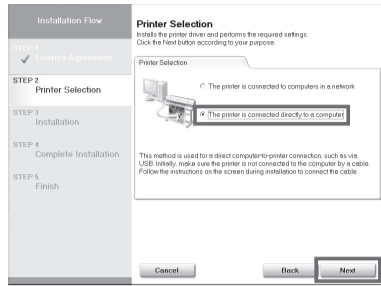 Installation Flow
STEP 1
License Agreement
STEP 2
Printer Selection
STEP 3
Installation
STEP 4
Complete Installation
STEP 5
Finish
Printer Selection
Installs the printer driver and performs the required settings.
Click the Next button according to your purpose.
Printer Selection
The printer is connected to computers in a network
The printer is connected directly to a computer
This method is used for a direct computer-to-printer connection, such as via
USB. Initially, make sure the printer is not connected to the computer by a cable.
Follow the instructions on the screen during installation to connect the cable.
Cancel
Back
Next